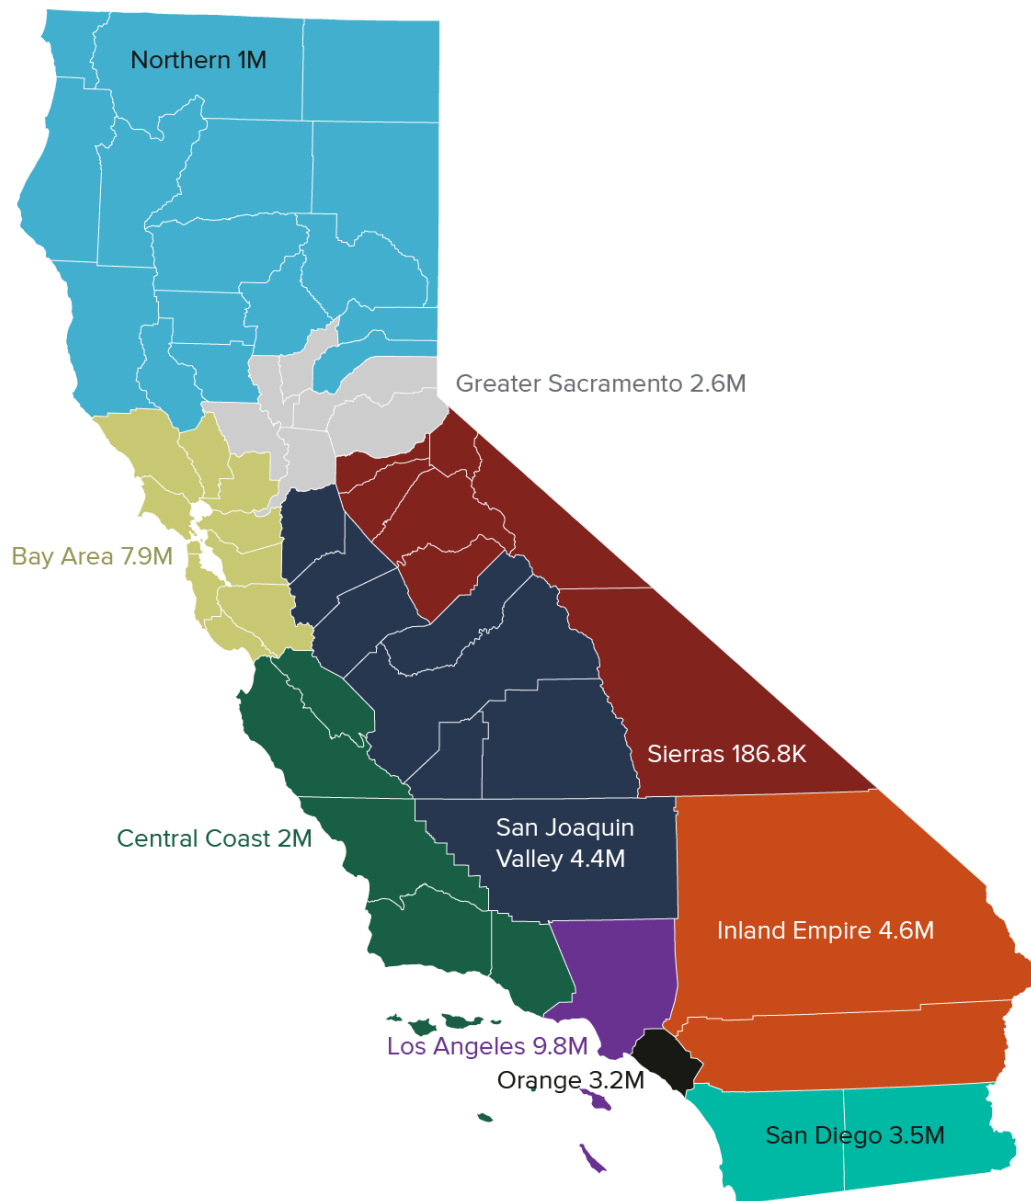 Northern 1M
Greater Sacramento 2.6M
Bay Area 7.9M
Sierras 186.8K
Central Coast 2M
San Joaquin
Valley 4.4M
Inland Empire 4.6M
Los Angeles 9.8M
Orange 3.2M
San Diego 3.5M